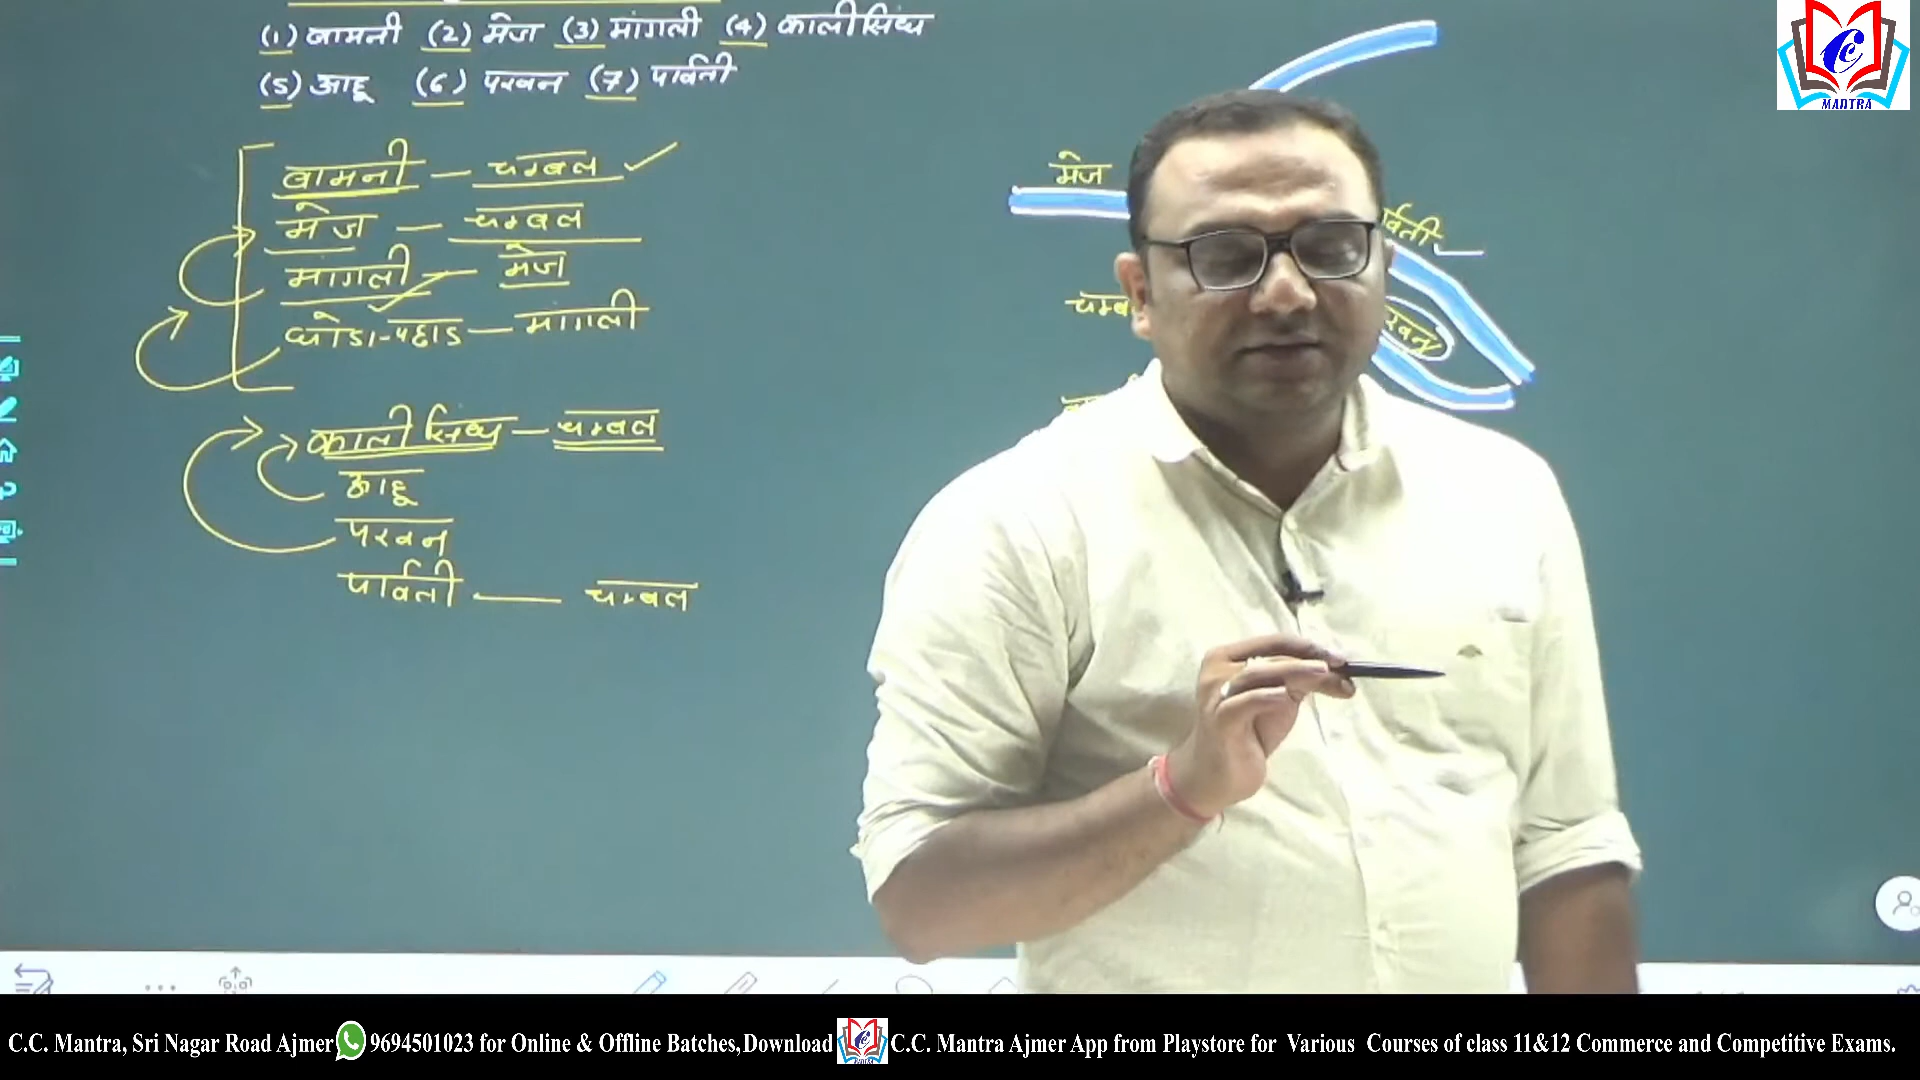 (1) बामनी (2) मेज (3) मांगली (4) कालीसिंध
(5) आहू (6) परवन (7) पार्वती
बामनी — चम्बल ✓
मेज — चम्बल
मांगली — मेज
घोडा-पछाड — मांगली
कालीसिंध — चम्बल
आहू
परवन
पार्वती — चम्बल
मेज
MANTRA
C.C. Mantra, Sri Nagar Road Ajmer 9694501023 for Online & Offline Batches, Download C.C. Mantra Ajmer App from Playstore for Various Courses of class 11&12 Commerce and Competitive Exams.